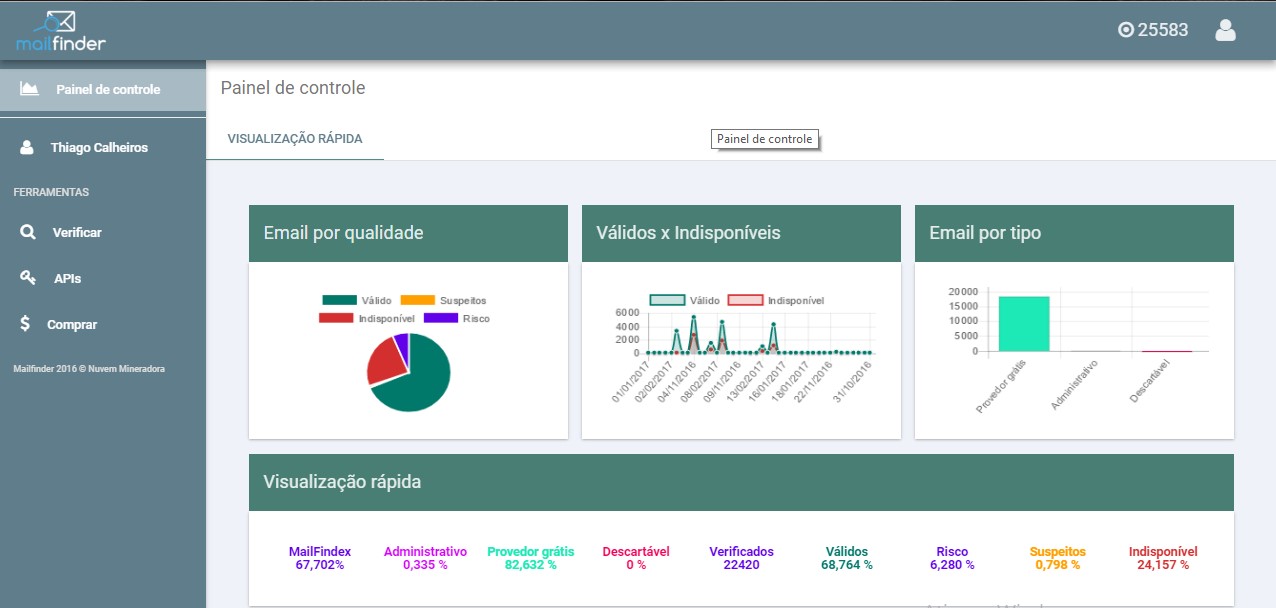 mailfinder
25583
Painel de controle
Thiago Calheiros
FERRAMENTAS
Verificar
APIs
Comprar
Mailfinder 2016 © Nuvem Mineradora
Painel de controle
VISUALIZAÇÃO RÁPIDA
Painel de controle
Email por qualidade
Válido Suspeitos
Indisponível Risco
Válidos x Indisponíveis
Válido Indisponível
6000
4000
2000
0
01/01/2017
02/02/2017
04/11/2016
08/02/2017
09/11/2016
13/02/2017
16/01/2017
18/01/2017
22/11/2016
31/10/2016
Email por tipo
20000
15000
10000
5000
0
Provedor grátis
Administrativo
Descartável
Visualização rápida
MailFindex Administrativo Provedor grátis Descartável Verificados Válidos Risco Suspeitos Indisponível
67,702% 0,335 % 82,632 % 0 % 22420 68,764 % 6,280 % 0,798 % 24,157 %